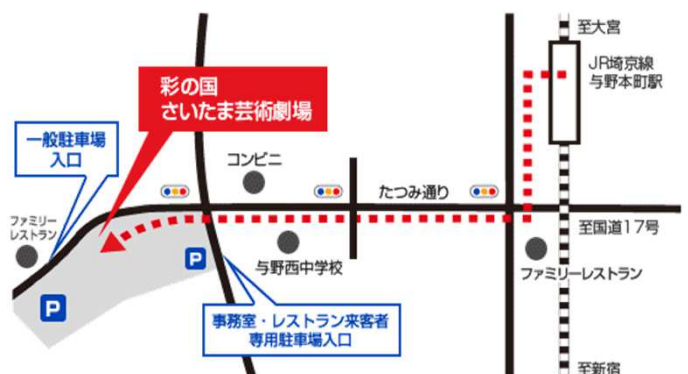 至大宮
JR埼京線
与野本町駅
彩の国
さいたま芸術劇場
一般駐車場
入口
コンビニ
たつみ通り
ファミリー
レストラン
至国道17号
与野西中学校
ファミリーレストラン
P
P
事務室・レストラン来客者
専用駐車場入口
至新宿